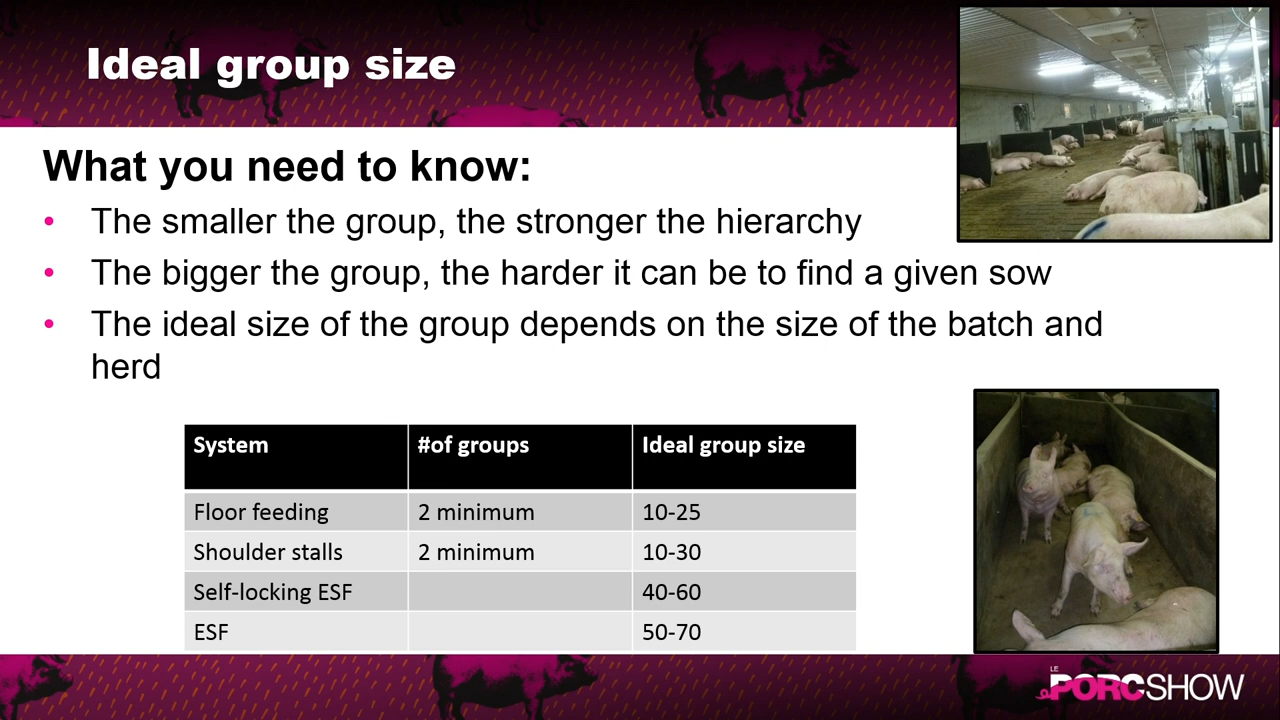 Ideal group size
What you need to know:
• The smaller the group, the stronger the hierarchy
• The bigger the group, the harder it can be to find a given sow
• The ideal size of the group depends on the size of the batch and
herd
System #of groups Ideal group size
Floor feeding 2 minimum 10-25
Shoulder stalls 2 minimum 10-30
Self-locking ESF 40-60
ESF 50-70
LE
PORCSHOW